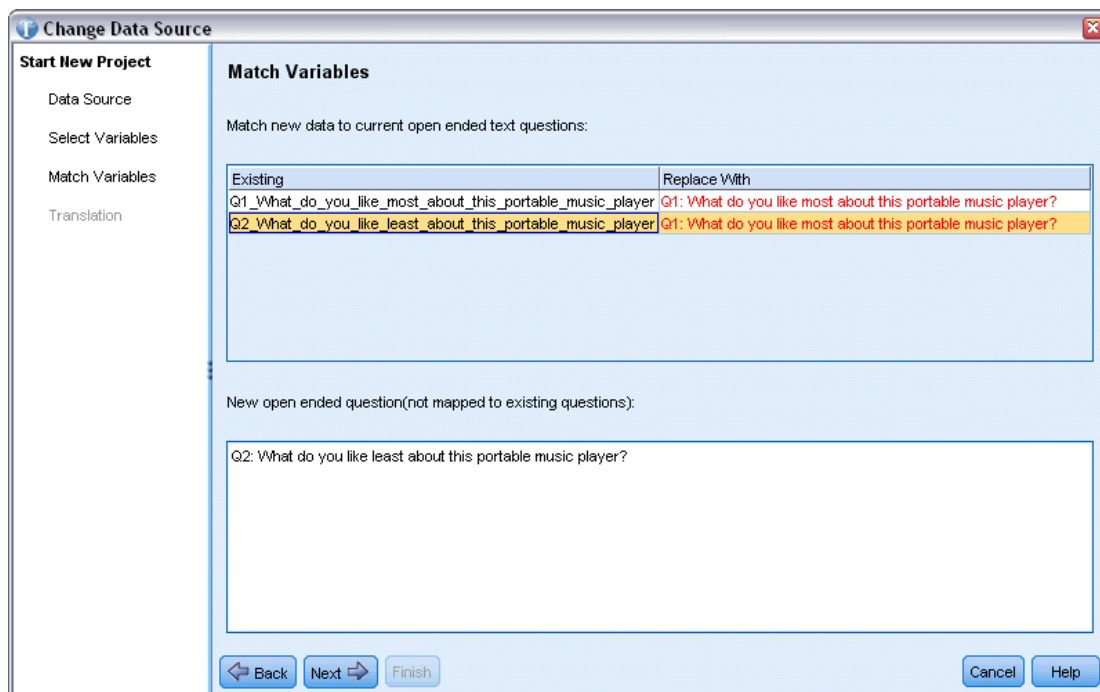 Change Data Source
Start New Project
Data Source
Select Variables
Match Variables
Translation
Match Variables
Match new data to current open ended text questions:
Existing Replace With
Q1_What_do_you_like_most_about_this_portable_music_player Q1: What do you like most about this portable music player?
Q2_What_do_you_like_least_about_this_portable_music_player Q1: What do you like most about this portable music player?
New open ended question(not mapped to existing questions):
Q2: What do you like least about this portable music player?
Back Next Finish Cancel Help